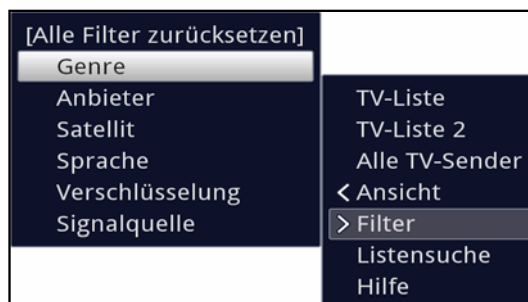 [Alle Filter zurücksetzen]
Genre
Anbieter
Satellit
Sprache
Verschlüsselung
Signalquelle
TV-Liste
TV-Liste 2
Alle TV-Sender
< Ansicht
> Filter
Listensuche
Hilfe